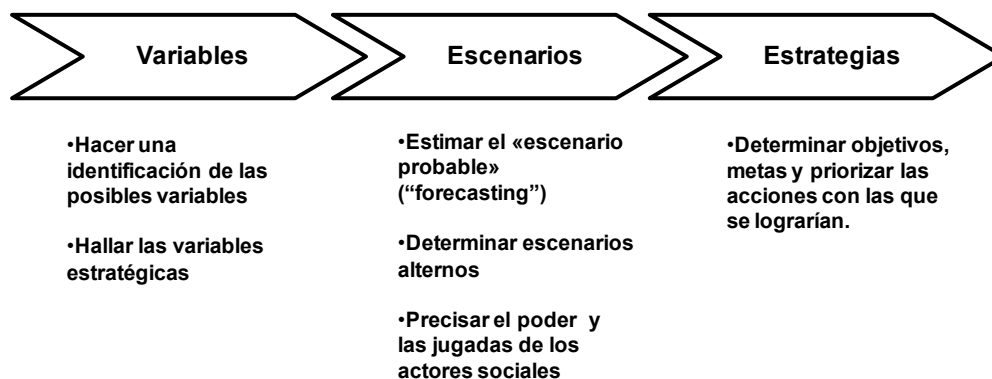 Variables
Escenarios
Estrategias
•Hacer una
identificación de las
posibles variables
•Hallar las variables
estratégicas
•Estimar el «escenario
probable»
(“forecasting”)
•Determinar escenarios
alternos
•Precisar el poder y
las jugadas de los
actores sociales
•Determinar objetivos,
metas y priorizar las
acciones con las que
se lograrían.